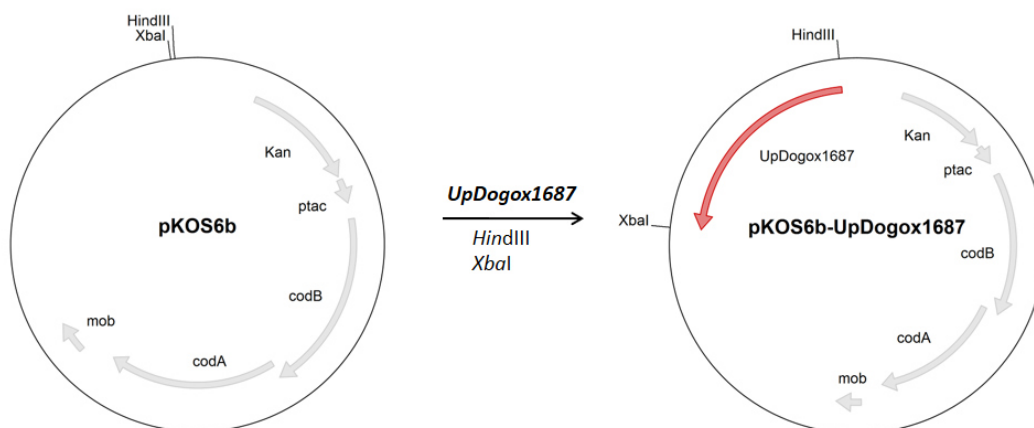 HindIII
XbaI
Kan
ptac
pKOS6b
codB
mob
codA
UpDogox1687
HindIII
XbaI
HindIII
Kan
UpDogox1687
ptac
XbaI
pKOS6b-UpDogox1687
codB
codA
mob